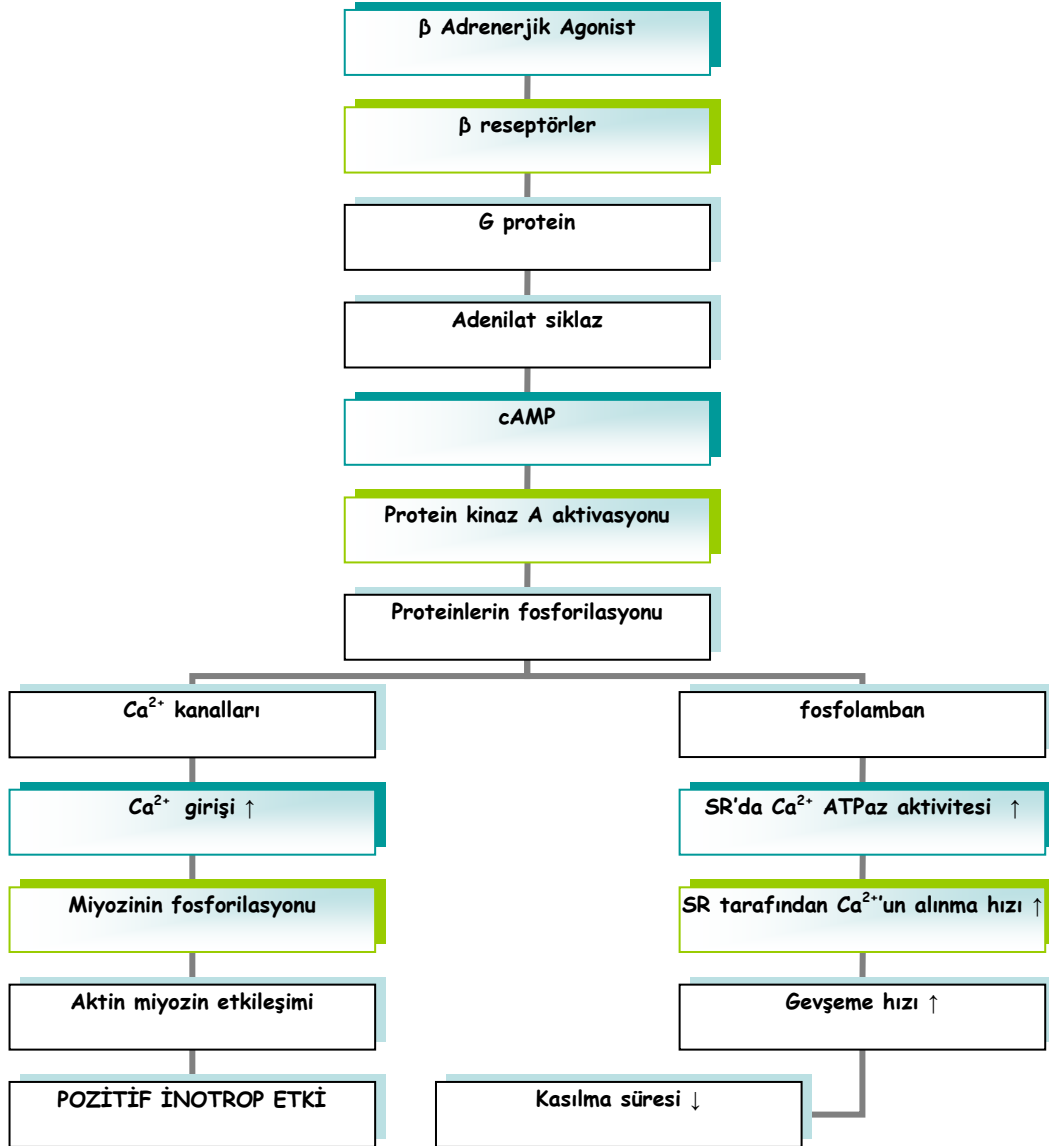 β Adrenerjik Agonist
β reseptörler
G protein
Adenilat siklaz
cAMP
Protein kinaz A aktivasyonu
Proteinlerin fosforilasyonu
Ca²⁺ kanalları
Ca²⁺ girişi ↑
Miyozinin fosforilasyonu
Aktin miyozin etkileşimi
POZİTİF İNOTROP ETKİ
fosfolamban
SR’da Ca²⁺ ATPaz aktivitesi ↑
SR tarafından Ca²⁺’un alınma hızı ↑
Gevşeme hızı ↑
Kasılma süresi ↓